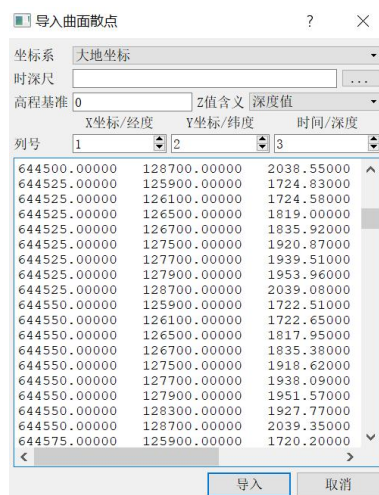 导入曲面散点 ? ×
坐标系 大地坐标
时深尺 ...
高程基准 0 Z值含义 深度值
X坐标/经度 Y坐标/纬度 时间/深度
列号 1 2 3
644500.00000 128700.00000 2038.55000
644525.00000 125900.00000 1724.83000
644525.00000 126100.00000 1724.58000
644525.00000 126500.00000 1819.00000
644525.00000 126700.00000 1835.92000
644525.00000 127500.00000 1920.87000
644525.00000 127700.00000 1939.51000
644525.00000 127900.00000 1953.96000
644525.00000 128700.00000 2039.08000
644550.00000 125900.00000 1722.51000
644550.00000 126100.00000 1722.65000
644550.00000 126500.00000 1817.95000
644550.00000 126700.00000 1835.38000
644550.00000 127500.00000 1918.62000
644550.00000 127700.00000 1938.09000
644550.00000 127900.00000 1951.57000
644550.00000 128300.00000 1927.77000
644550.00000 128700.00000 2039.35000
644575.00000 125900.00000 1720.20000
导入 取消